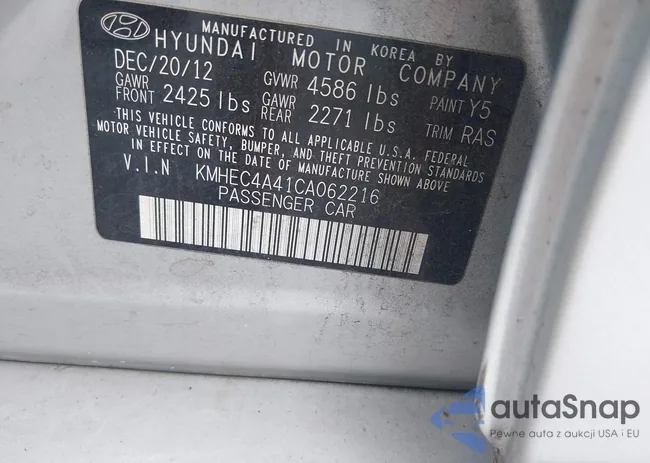 MANUFACTURED IN KOREA BY
HYUNDAI MOTOR COMPANY
DEC/20/12 GVWR 4586 lbs PAINT Y5
GAWR FRONT 2425 lbs GAWR REAR 2271 lbs TRIM RAS
THIS VEHICLE CONFORMS TO ALL APPLICABLE U.S.A. FEDERAL
MOTOR VEHICLE SAFETY, BUMPER, AND THEFT PREVENTION STANDARDS
IN EFFECT ON THE DATE OF MANUFACTURE SHOWN ABOVE
V.I.N KMHEC4A41CA062216
PASSENGER CAR
autaSnap
Pewne auta z aukcji USA i EU